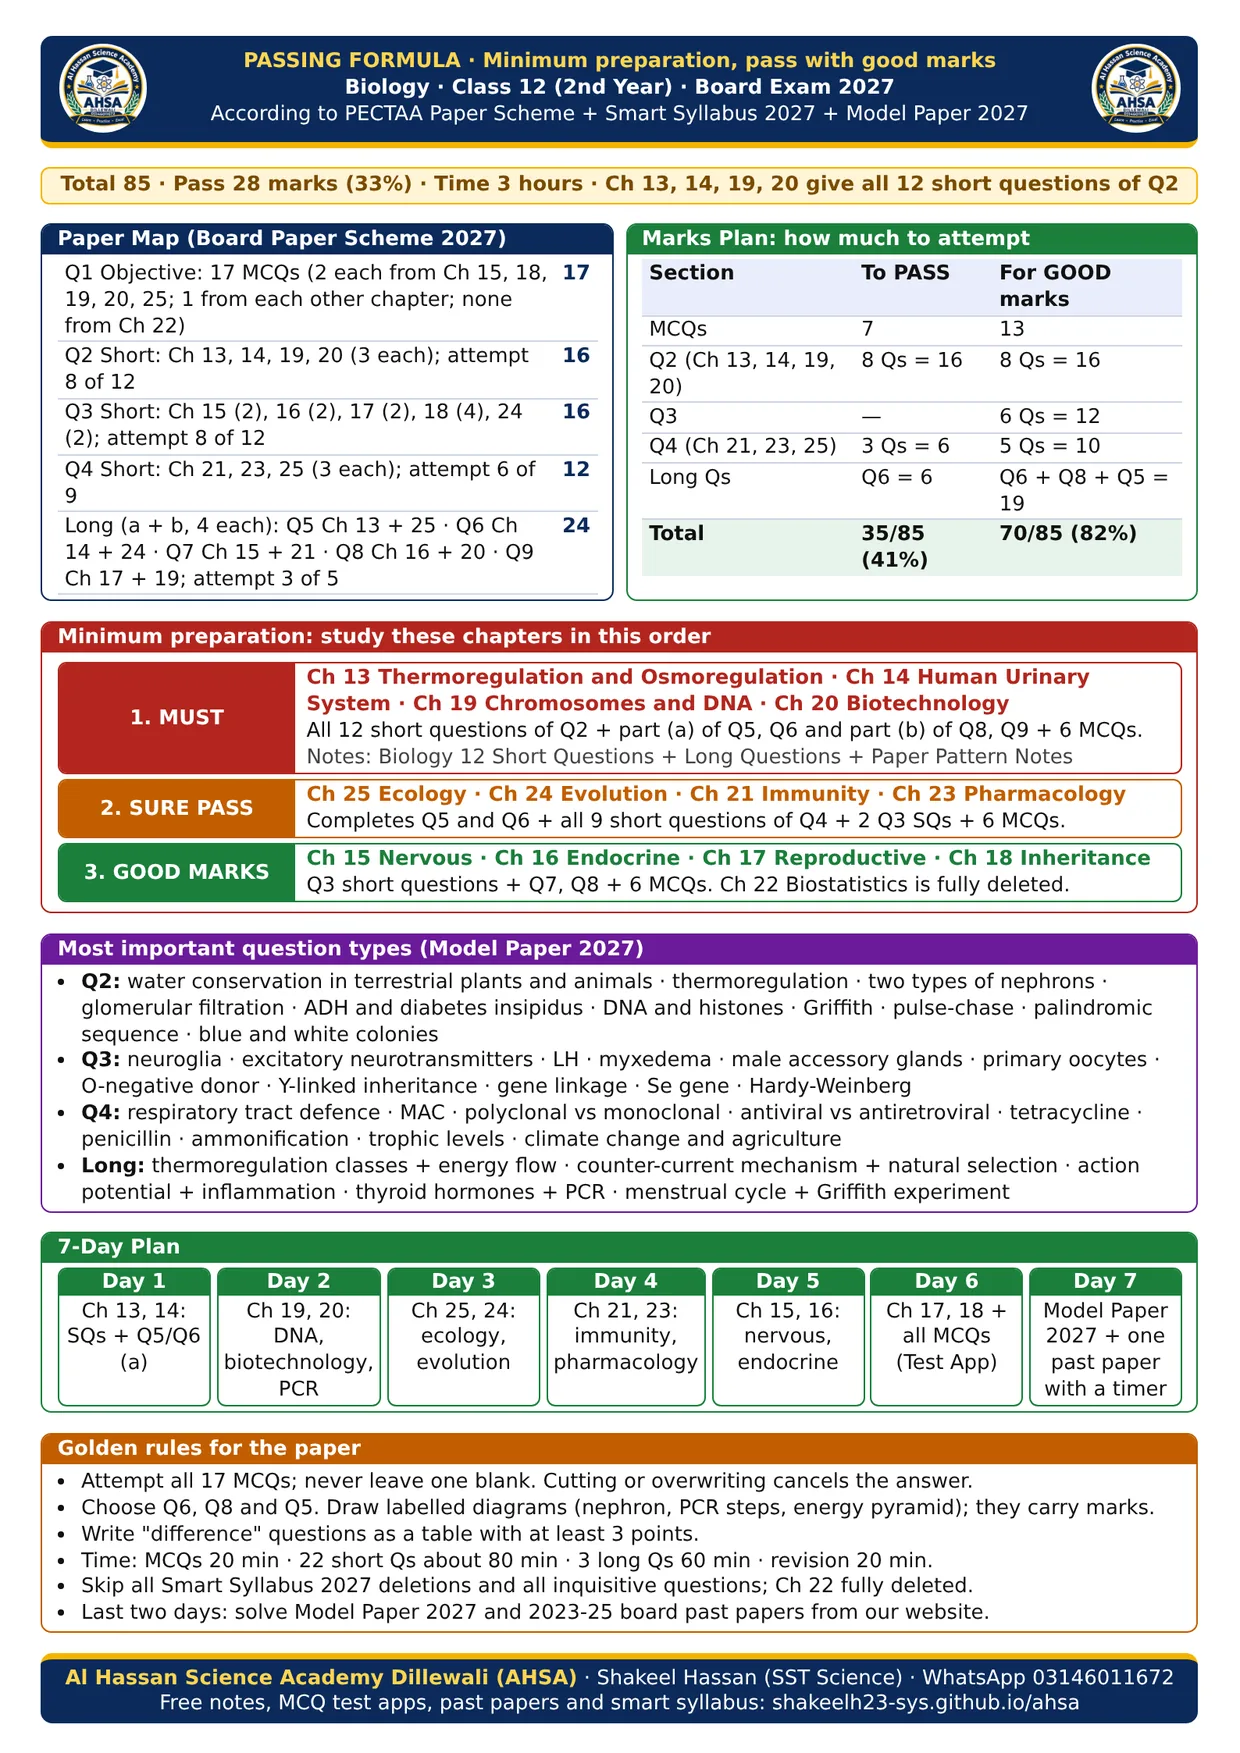 PASSING FORMULA · Minimum preparation, pass with good marks
Biology · Class 12 (2nd Year) · Board Exam 2027
According to PECTAA Paper Scheme + Smart Syllabus 2027 + Model Paper 2027
Al Hassan Science Academy
AHSA
DILLEWALI
Learn · Practice · Excel
Al Hassan Science Academy
AHSA
DILLEWALI
Learn · Practice · Excel
Total 85 · Pass 28 marks (33%) · Time 3 hours · Ch 13, 14, 19, 20 give all 12 short questions of Q2
Paper Map (Board Paper Scheme 2027)
Q1 Objective: 17 MCQs (2 each from Ch 15, 18, 17
19, 20, 25; 1 from each other chapter; none
from Ch 22)
Q2 Short: Ch 13, 14, 19, 20 (3 each); attempt 16
8 of 12
Q3 Short: Ch 15 (2), 16 (2), 17 (2), 18 (4), 24 16
(2); attempt 8 of 12
Q4 Short: Ch 21, 23, 25 (3 each); attempt 6 of 12
9
Long (a + b, 4 each): Q5 Ch 13 + 25 · Q6 Ch 24
14 + 24 · Q7 Ch 15 + 21 · Q8 Ch 16 + 20 · Q9
Ch 17 + 19; attempt 3 of 5
Marks Plan: how much to attempt
Section To PASS For GOOD
marks
MCQs 7 13
Q2 (Ch 13, 14, 19, 8 Qs = 16 8 Qs = 16
20)
Q3 — 6 Qs = 12
Q4 (Ch 21, 23, 25) 3 Qs = 6 5 Qs = 10
Long Qs Q6 = 6 Q6 + Q8 + Q5 =
19
Total 35/85 70/85 (82%)
(41%)
Minimum preparation: study these chapters in this order
1. MUST
Ch 13 Thermoregulation and Osmoregulation · Ch 14 Human Urinary
System · Ch 19 Chromosomes and DNA · Ch 20 Biotechnology
All 12 short questions of Q2 + part (a) of Q5, Q6 and part (b) of Q8, Q9 + 6 MCQs.
Notes: Biology 12 Short Questions + Long Questions + Paper Pattern Notes
2. SURE PASS
Ch 25 Ecology · Ch 24 Evolution · Ch 21 Immunity · Ch 23 Pharmacology
Completes Q5 and Q6 + all 9 short questions of Q4 + 2 Q3 SQs + 6 MCQs.
3. GOOD MARKS
Ch 15 Nervous · Ch 16 Endocrine · Ch 17 Reproductive · Ch 18 Inheritance
Q3 short questions + Q7, Q8 + 6 MCQs. Ch 22 Biostatistics is fully deleted.
Most important question types (Model Paper 2027)
• Q2: water conservation in terrestrial plants and animals · thermoregulation · two types of nephrons ·
glomerular filtration · ADH and diabetes insipidus · DNA and histones · Griffith · pulse-chase · palindromic
sequence · blue and white colonies
• Q3: neuroglia · excitatory neurotransmitters · LH · myxedema · male accessory glands · primary oocytes ·
O-negative donor · Y-linked inheritance · gene linkage · Se gene · Hardy-Weinberg
• Q4: respiratory tract defence · MAC · polyclonal vs monoclonal · antiviral vs antiretroviral · tetracycline ·
penicillin · ammonification · trophic levels · climate change and agriculture
• Long: thermoregulation classes + energy flow · counter-current mechanism + natural selection · action
potential + inflammation · thyroid hormones + PCR · menstrual cycle + Griffith experiment
7-Day Plan
Day 1
Ch 13, 14:
SQs + Q5/Q6
(a)
Day 2
Ch 19, 20:
DNA,
biotechnology,
PCR
Day 3
Ch 25, 24:
ecology,
evolution
Day 4
Ch 21, 23:
immunity,
pharmacology
Day 5
Ch 15, 16:
nervous,
endocrine
Day 6
Ch 17, 18 +
all MCQs
(Test App)
Day 7
Model Paper
2027 + one
past paper
with a timer
Golden rules for the paper
• Attempt all 17 MCQs; never leave one blank. Cutting or overwriting cancels the answer.
• Choose Q6, Q8 and Q5. Draw labelled diagrams (nephron, PCR steps, energy pyramid); they carry marks.
• Write "difference" questions as a table with at least 3 points.
• Time: MCQs 20 min · 22 short Qs about 80 min · 3 long Qs 60 min · revision 20 min.
• Skip all Smart Syllabus 2027 deletions and all inquisitive questions; Ch 22 fully deleted.
• Last two days: solve Model Paper 2027 and 2023-25 board past papers from our website.
Al Hassan Science Academy Dillewali (AHSA) · Shakeel Hassan (SST Science) · WhatsApp 03146011672
Free notes, MCQ test apps, past papers and smart syllabus: shakeelh23-sys.github.io/ahsa